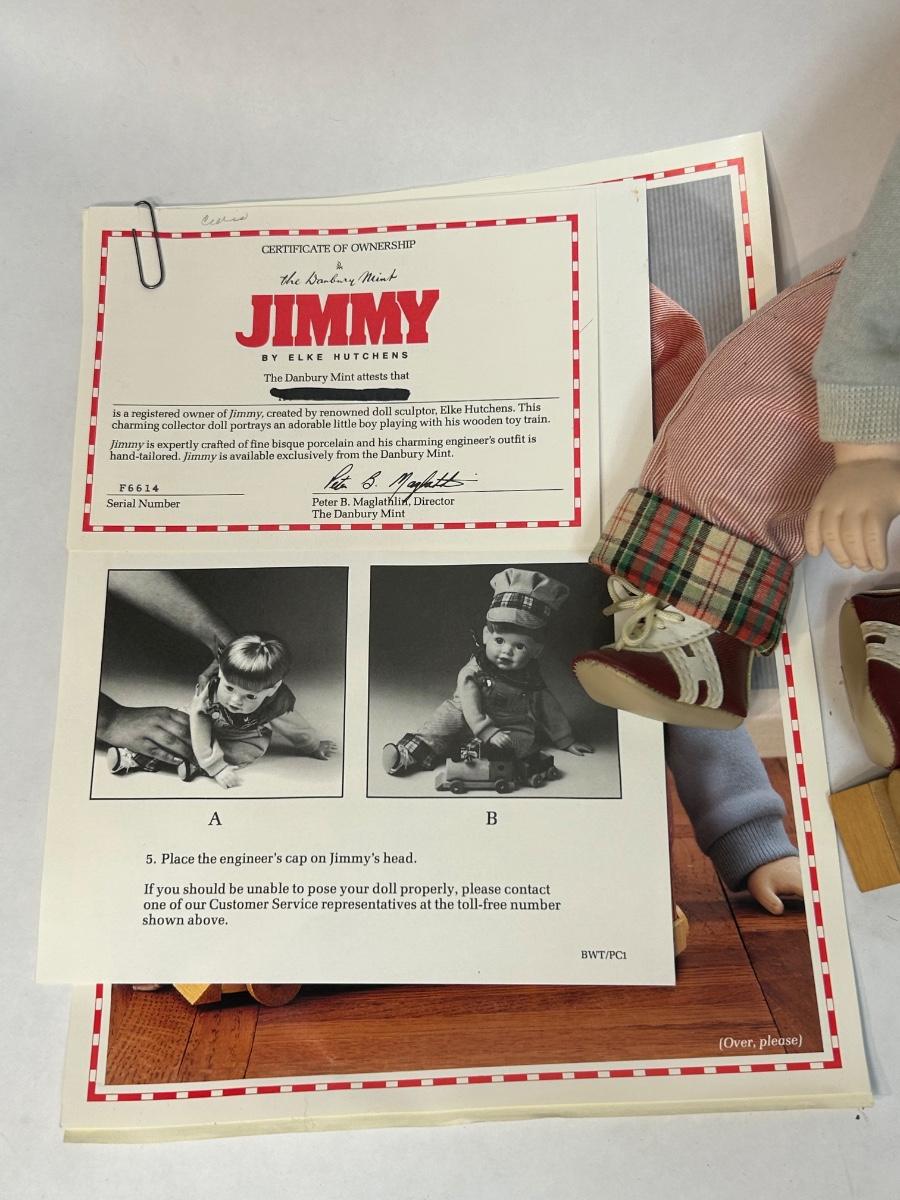 CERTIFICATE OF OWNERSHIP
the Danbury Mint
JIMMY
BY ELKE HUTCHENS
The Danbury Mint attests that
is a registered owner of Jimmy, created by renowned doll sculptor, Elke Hutchens. This
charming collector doll portrays an adorable little boy playing with his wooden toy train.
Jimmy is expertly crafted of fine bisque porcelain and his charming engineer's outfit is
hand-tailored. Jimmy is available exclusively from the Danbury Mint.
F6614
Serial Number
Peter B. Maglathlin
Peter B. Maglathlin, Director
The Danbury Mint
A
B
5. Place the engineer's cap on Jimmy's head.
If you should be unable to pose your doll properly, please contact
one of our Customer Service representatives at the toll-free number
shown above.
BWT/PC1
(Over, please)